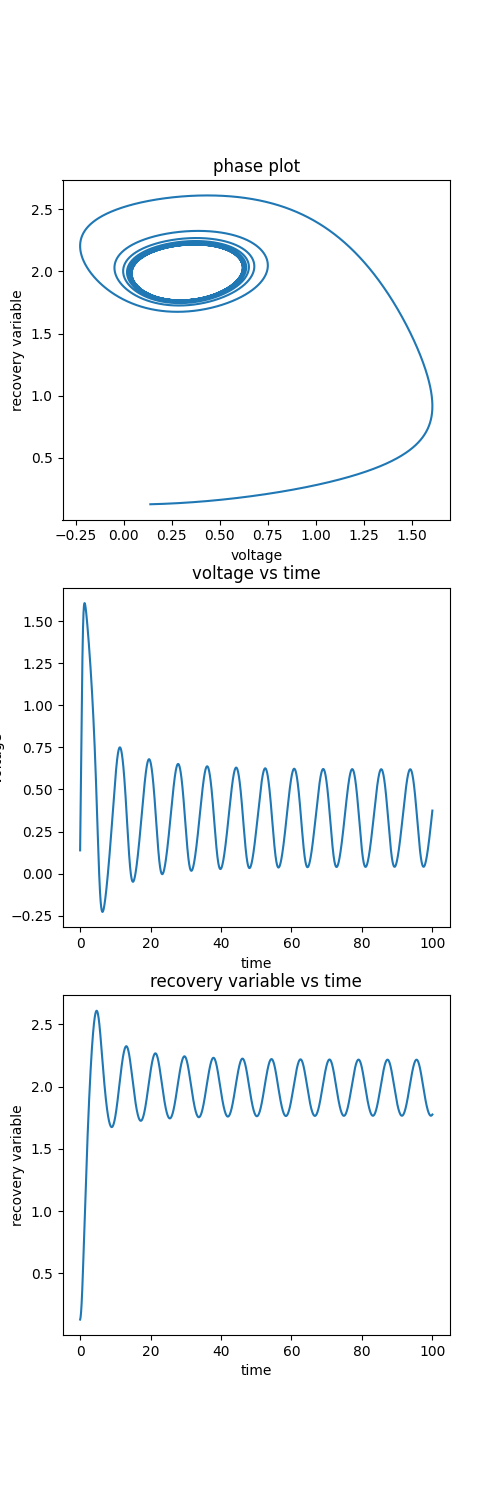 phase plot
2.5
2.0
1.5
1.0
0.5
recovery variable
−0.25 0.00 0.25 0.50 0.75 1.00 1.25 1.50
voltage
voltage vs time
1.50
1.25
1.00
0.75
0.50
0.25
0.00
−0.25
0 20 40 60 80 100
time
recovery variable vs time
2.5
2.0
1.5
1.0
0.5
recovery variable
0 20 40 60 80 100
time